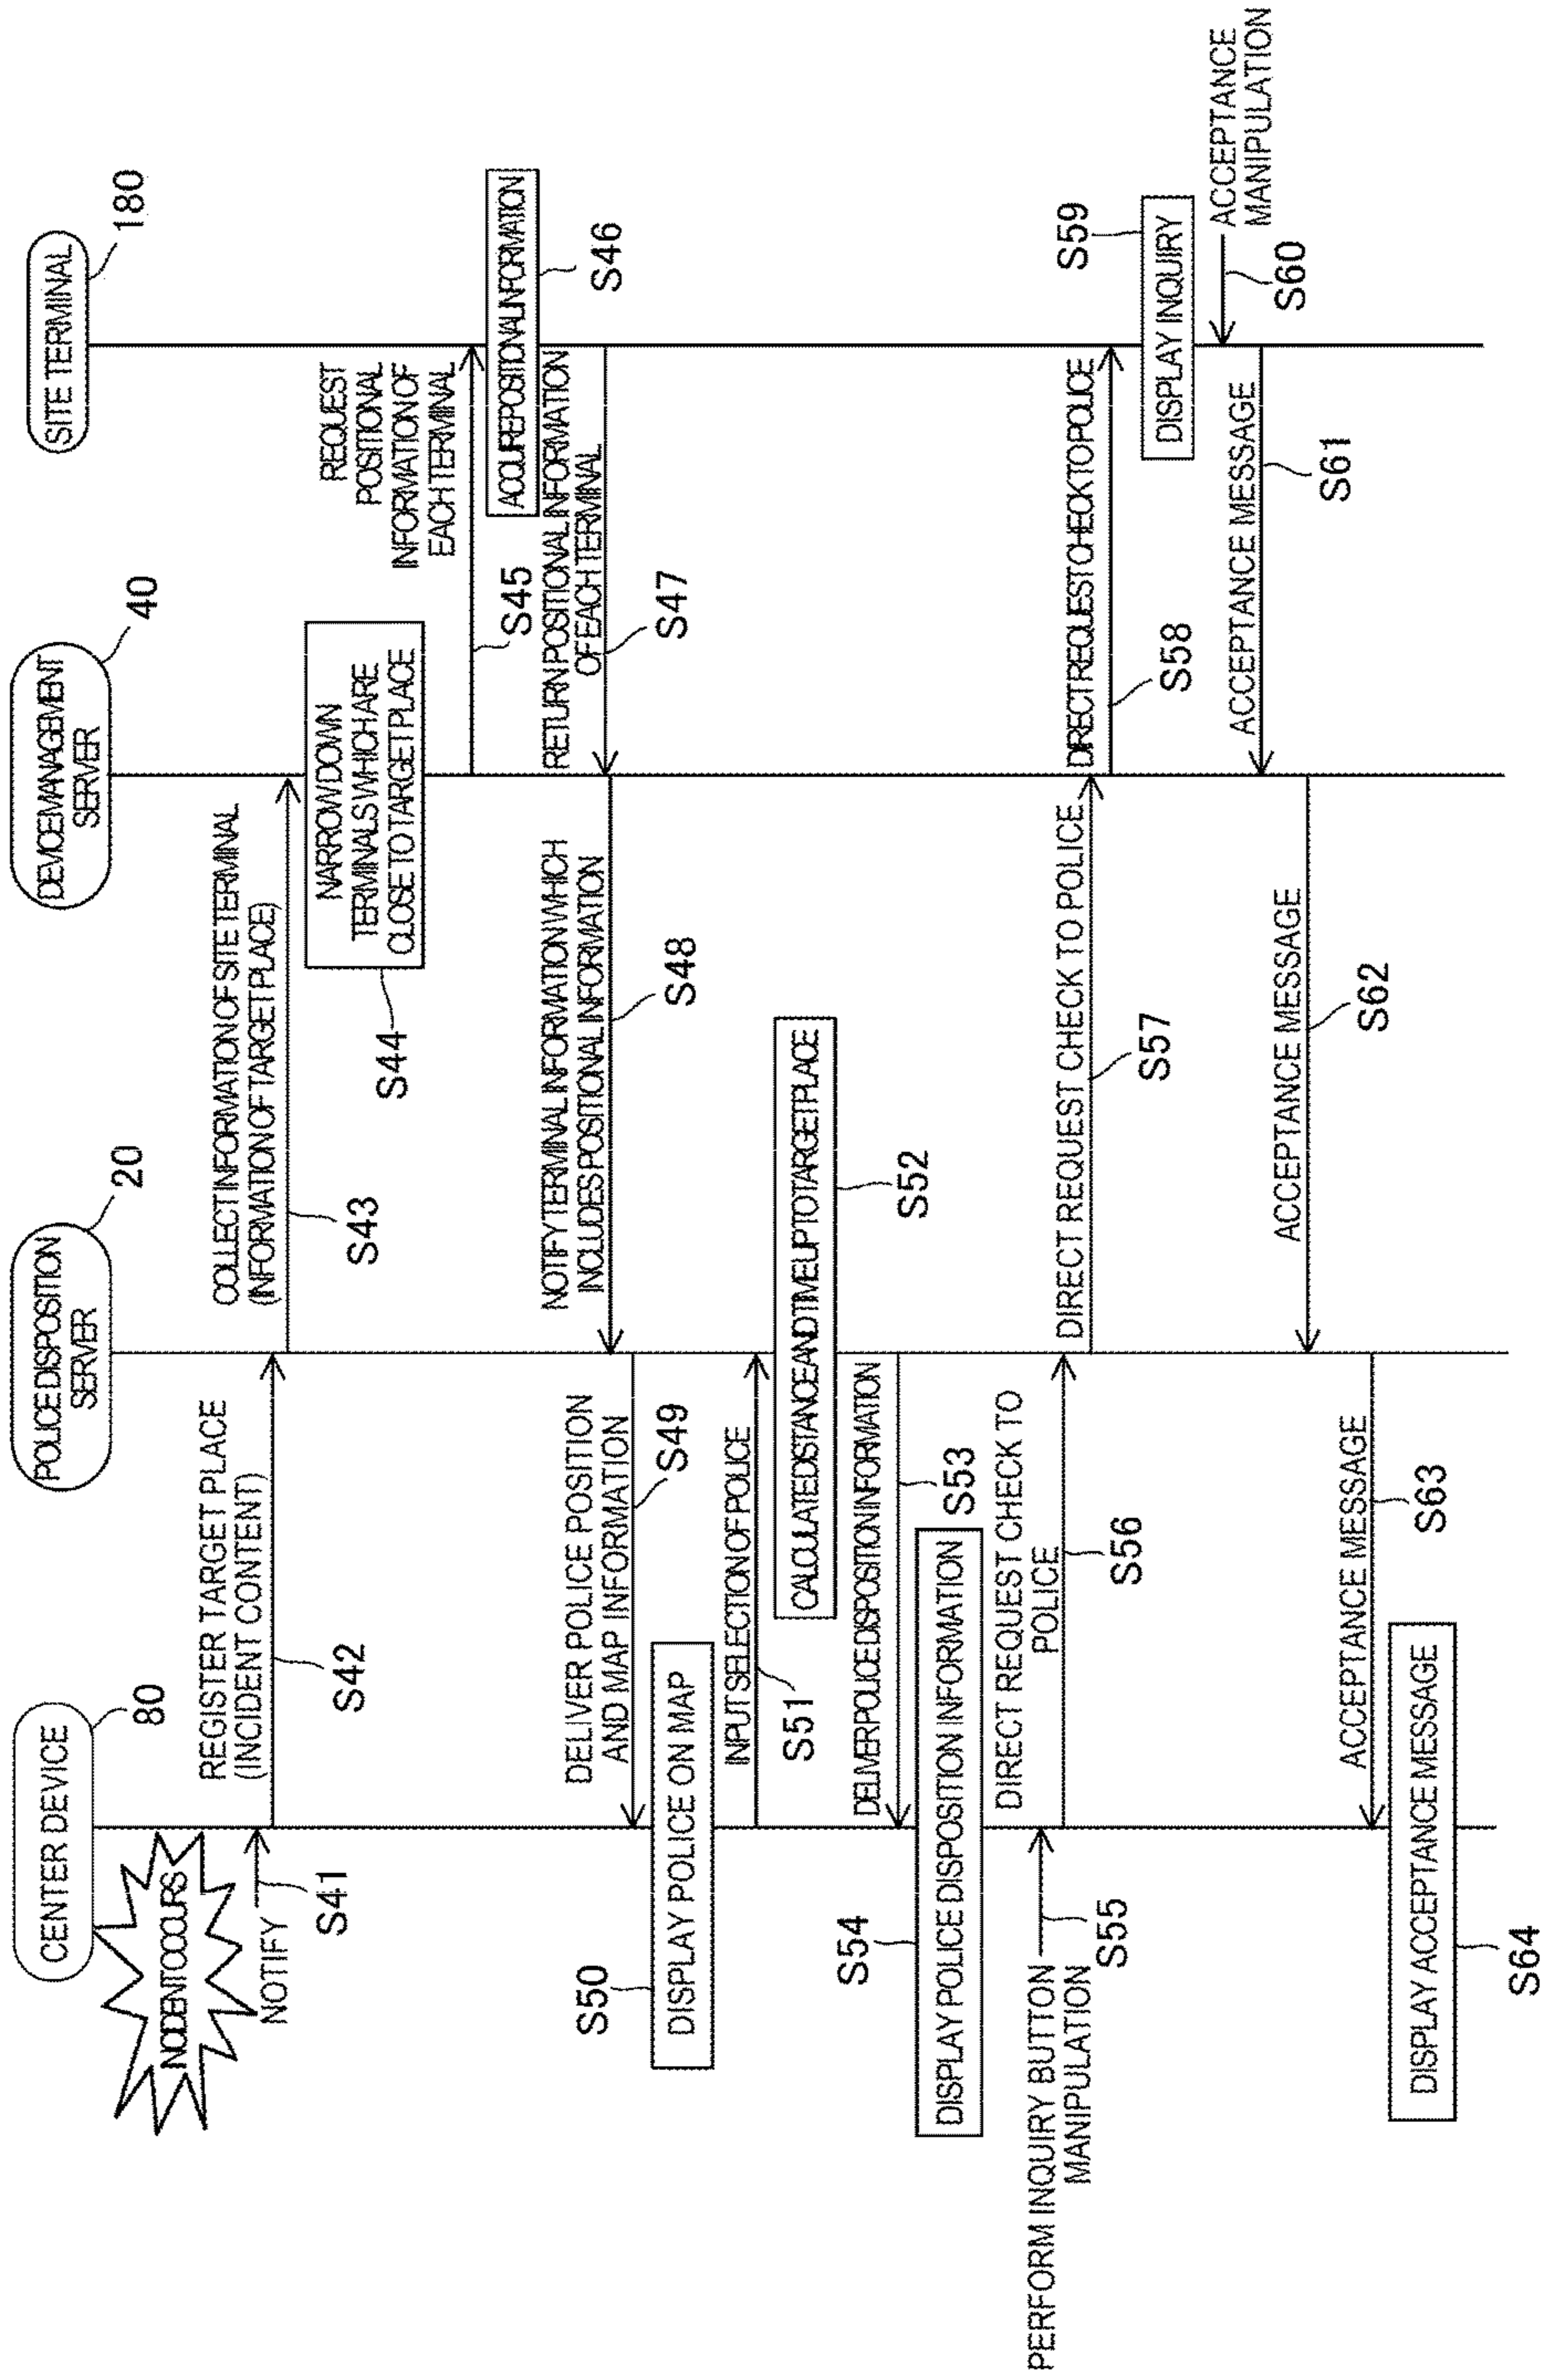 CENTER DEVICE
80
POLICE DISPOSITION
SERVER
20
DEVICE MANAGEMENT
SERVER
40
SITE TERMINAL
180
INCIDENT OCCURS
NOTIFY
S41
REGISTER TARGET PLACE
(INCIDENT CONTENT)
S42
COLLECT INFORMATION OF SITE TERMINAL
(INFORMATION OF TARGET PLACE)
S43
NARROW DOWN
TERMINALS WHICH ARE
CLOSE TO TARGET PLACE
S44
REQUEST
POSITIONAL
INFORMATION OF
EACH TERMINAL
S45
ACQUIRE POSITIONAL INFORMATION
S46
RETURN POSITIONAL INFORMATION
OF EACH TERMINAL
S47
NOTIFY TERMINAL INFORMATION WHICH
INCLUDES POSITIONAL INFORMATION
S48
DELIVER POLICE POSITION
AND MAP INFORMATION
S49
S50
DISPLAY POLICE ON MAP
INPUT SELECTION OF POLICE
S51
CALCULATE DISTANCE AND TIME UP TO TARGET PLACE
S52
DELIVER POLICE DISPOSITION INFORMATION
S53
S54
DISPLAY POLICE DISPOSITION INFORMATION
PERFORM INQUIRY BUTTON
MANIPULATION
S55
DIRECT REQUEST CHECK TO
POLICE
S56
DIRECT REQUEST CHECK TO POLICE
S57
DIRECT REQUEST CHECK TO POLICE
S58
S59
DISPLAY INQUIRY
ACCEPTANCE
MANIPULATION
S60
ACCEPTANCE MESSAGE
S61
ACCEPTANCE MESSAGE
S62
ACCEPTANCE MESSAGE
S63
DISPLAY ACCEPTANCE MESSAGE
S64